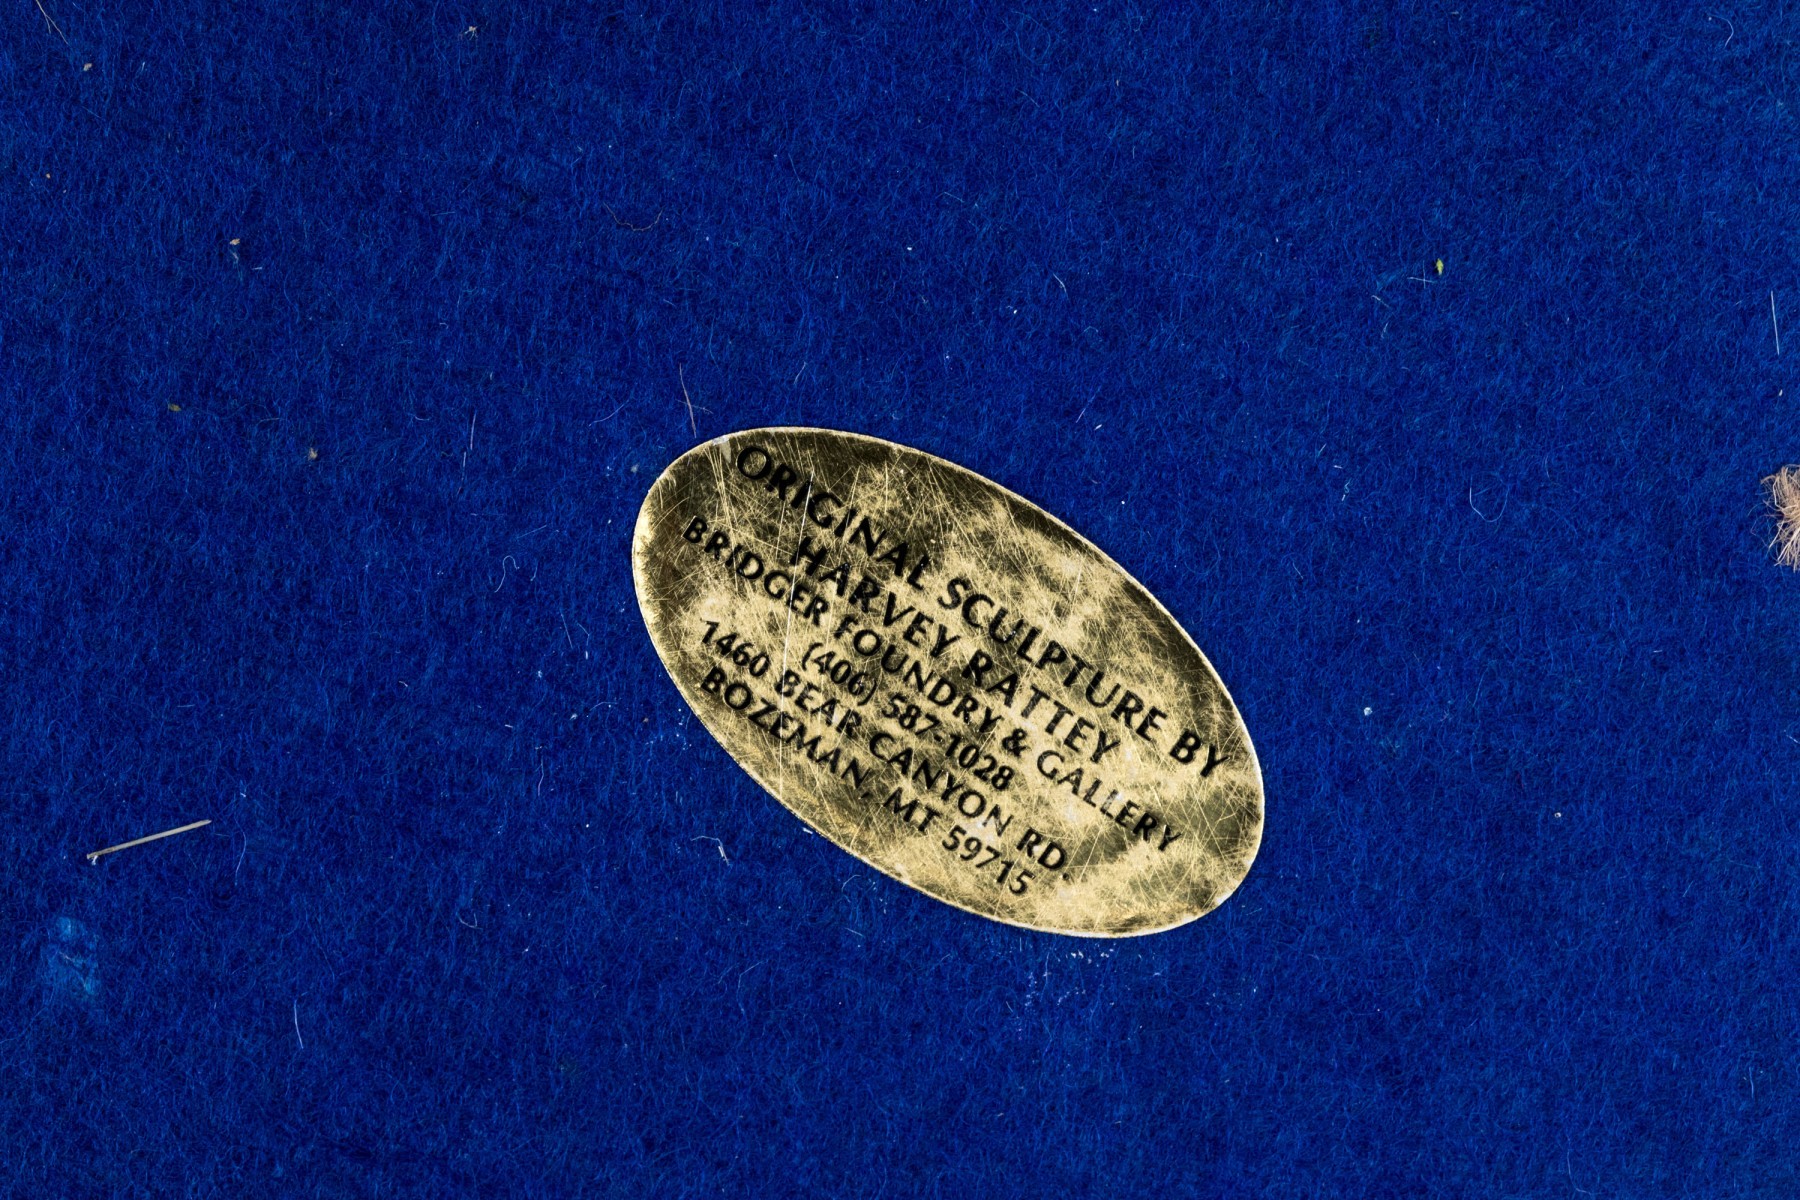 ORIGINAL SCULPTURE BY
HARVEY RATTEY
BRIDGER FOUNDRY & GALLERY
(406) 587-1028
1460 BEAR CANYON RD.
BOZEMAN, MT 59715